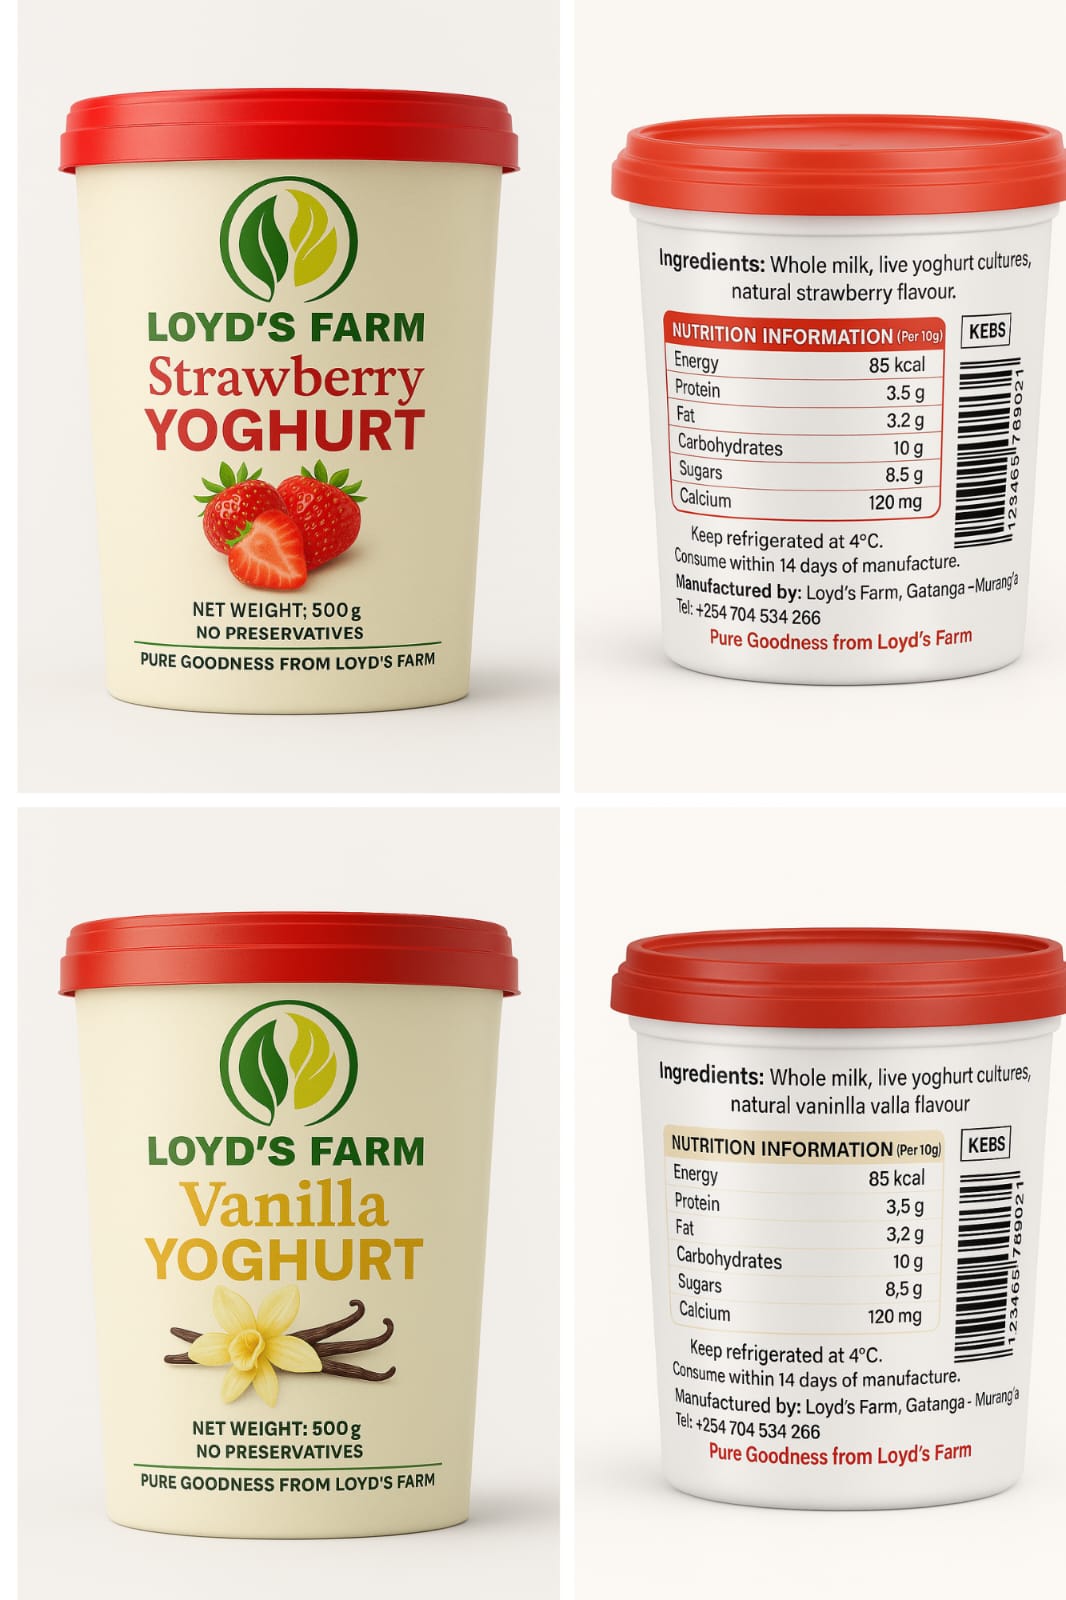 LOYD'S FARM
Strawberry
YOGHURT
NET WEIGHT; 500g
NO PRESERVATIVES
PURE GOODNESS FROM LOYD'S FARM
Ingredients: Whole milk, live yoghurt cultures,
natural strawberry flavour.
NUTRITION INFORMATION (Per 10g)
Energy 85 kcal
Protein 3.5 g
Fat 3.2 g
Carbohydrates 10 g
Sugars 8.5 g
Calcium 120 mg
KEBS
123465 789021
Keep refrigerated at 4°C.
Consume within 14 days of manufacture.
Manufactured by: Loyd's Farm, Gatanga-Murang'a
Tel: +254 704 534 266
Pure Goodness from Loyd's Farm
LOYD'S FARM
Vanilla
YOGHURT
NET WEIGHT: 500g
NO PRESERVATIVES
PURE GOODNESS FROM LOYD'S FARM
Ingredients: Whole milk, live yoghurt cultures,
natural vaninlla valla flavour
NUTRITION INFORMATION (Per 10g)
Energy 85 kcal
Protein 3,5 g
Fat 3,2 g
Carbohydrates 10 g
Sugars 8,5 g
Calcium 120 mg
KEBS
123465 789021
Keep refrigerated at 4°C.
Consume within 14 days of manufacture.
Manufactured by: Loyd's Farm, Gatanga - Murang'a
Tel: +254 704 534 266
Pure Goodness from Loyd's Farm